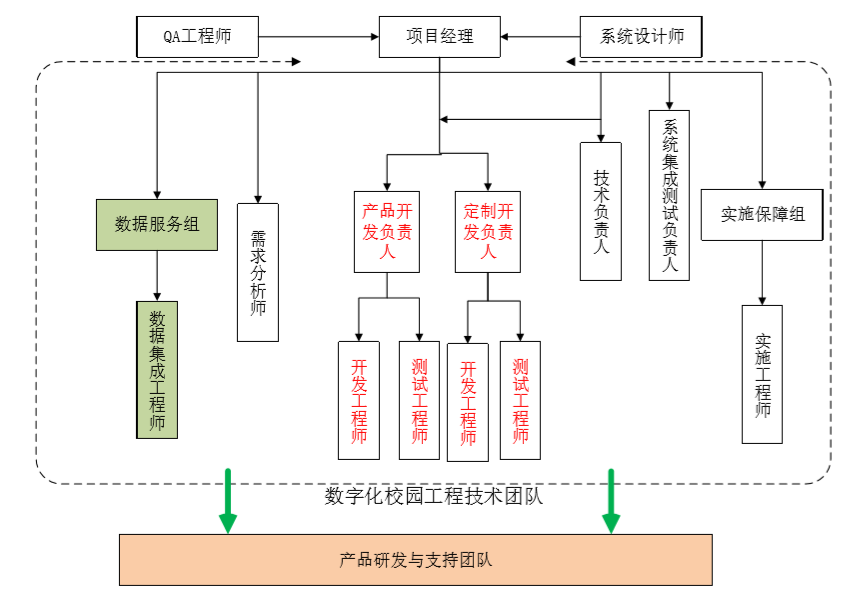 QA工程师
项目经理
系统设计师
数据服务组
需求分析师
产品开
发负责
人
定制开
发负责
人
技术负责人
系统集成测试负责人
实施保障组
数据集成工程师
开发工程师
测试工程师
开发工程师
测试工程师
实施工程师
数字化校园工程技术团队
产品研发与支持团队